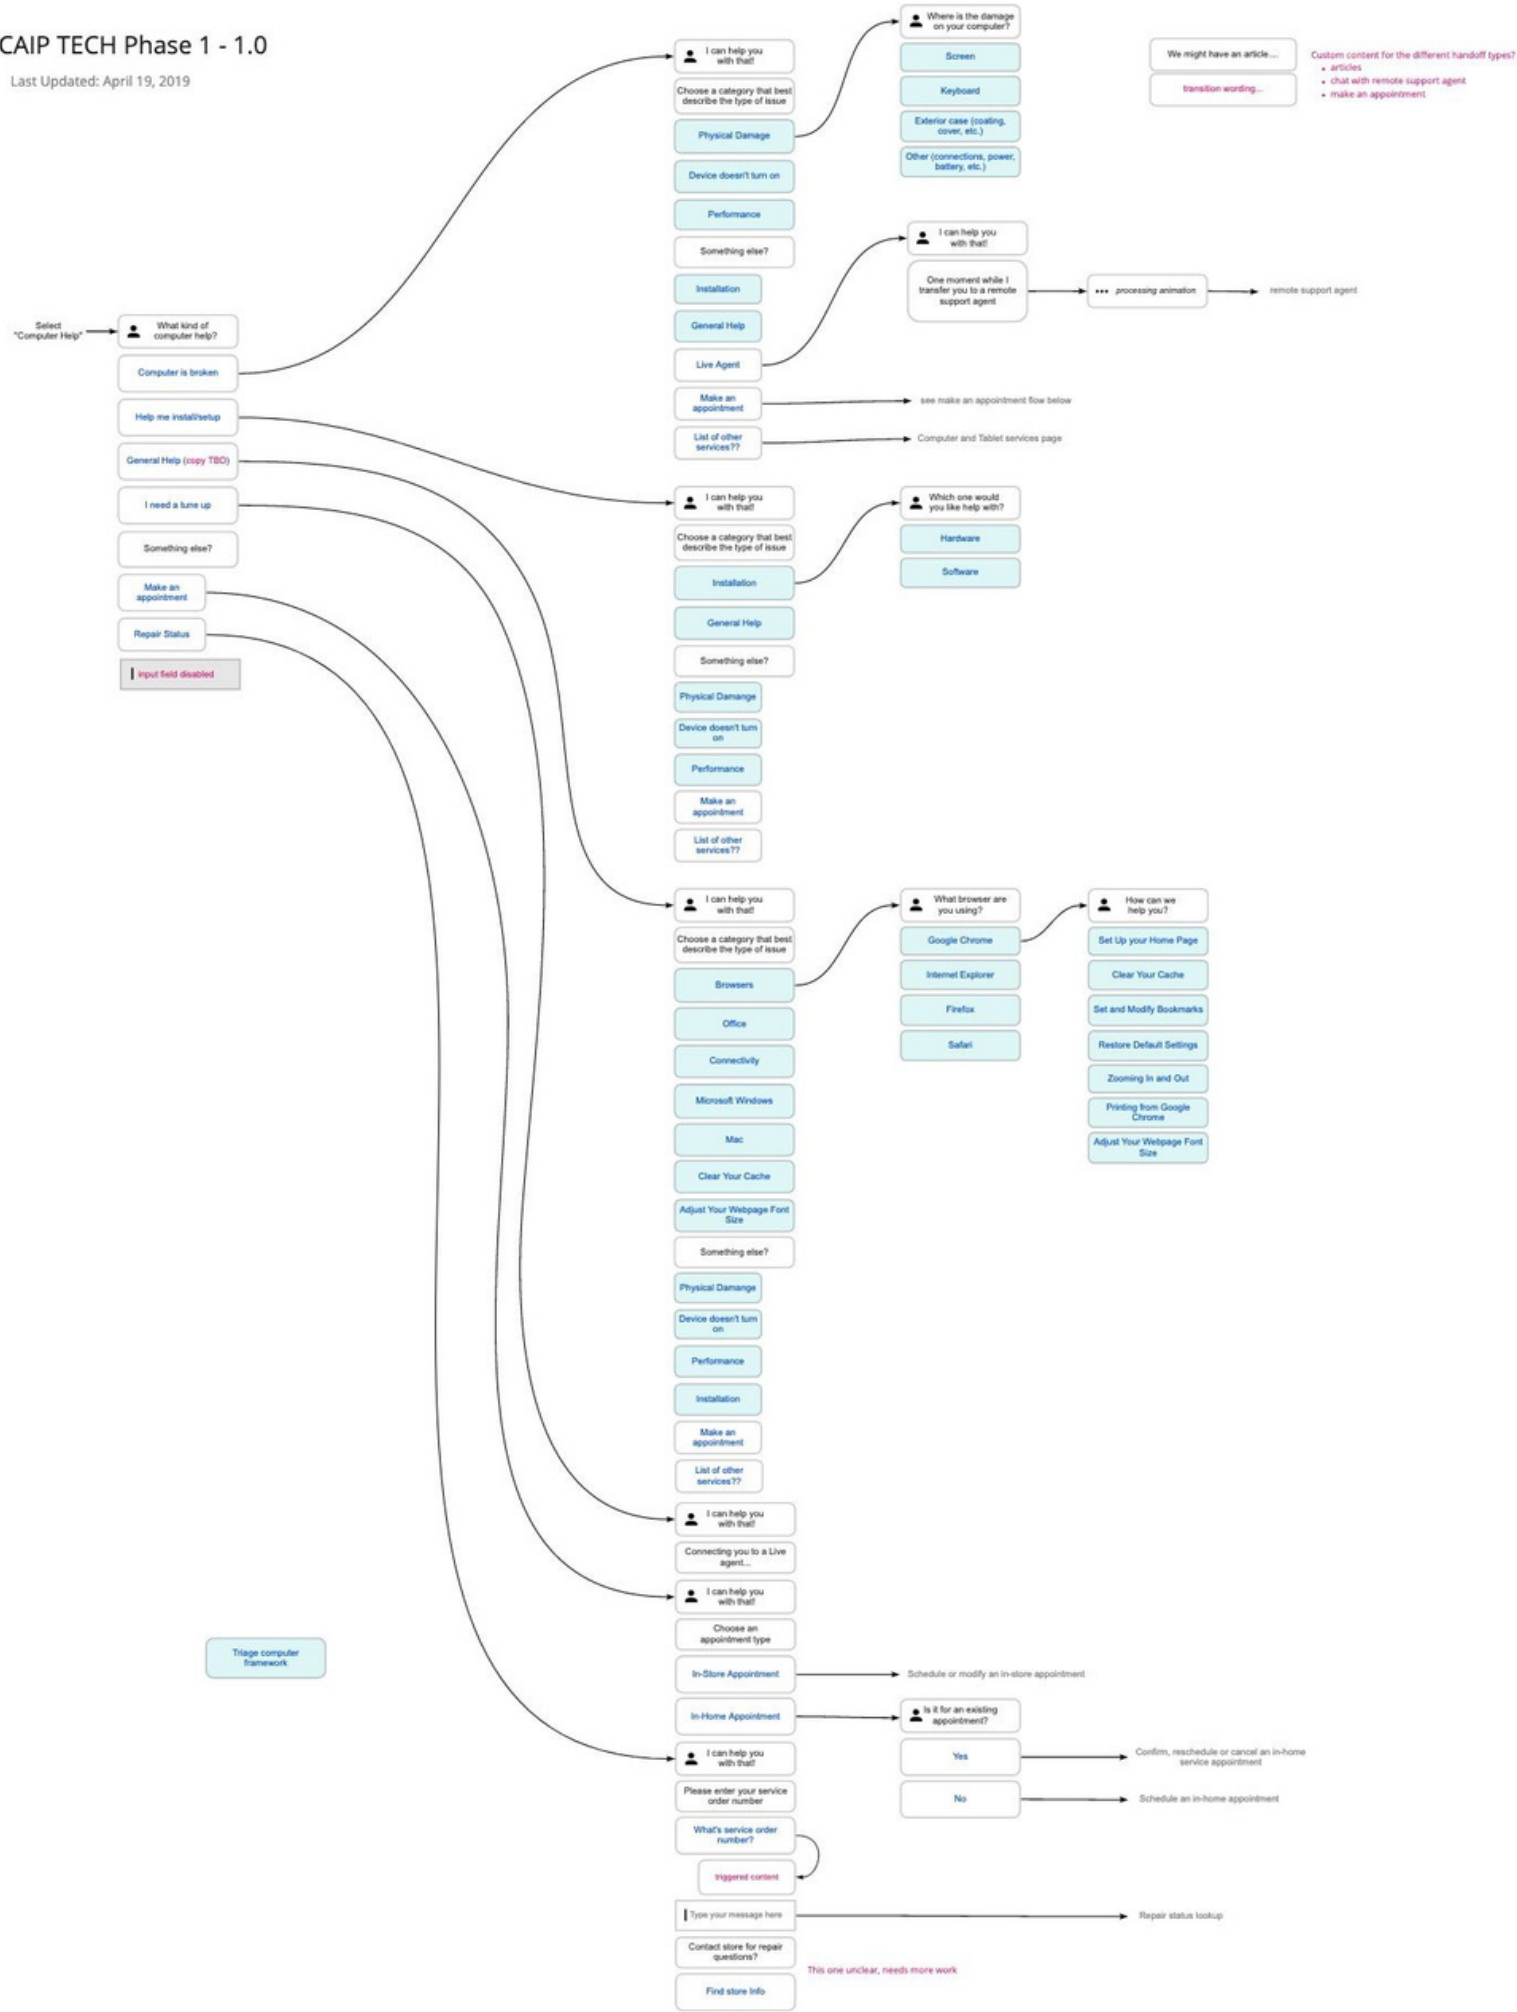 CAIP TECH Phase 1 - 1.0
Last Updated: April 19, 2019
We might have an article....
transition wording...
Custom content for the different handoff types?
• articles
• chat with remote support agent
• make an appointment
Select
"Computer Help"
What kind of
computer help?
Computer is broken
Help me install/setup
General Help (copy TBD)
I need a tune up
Something else?
Make an
appointment
Repair Status
input field disabled
I can help you
with that!
Choose a category that best
describe the type of issue
Physical Damage
Device doesn't turn on
Performance
Something else?
Installation
General Help
Live Agent
Make an
appointment
List of other
services??
Where is the damage
on your computer?
Screen
Keyboard
Exterior case (coating,
cover, etc.)
Other (connections, power,
battery, etc.)
I can help you
with that!
One moment while I
transfer you to a remote
support agent
processing animation
remote support agent
see make an appointment flow below
Computer and Tablet services page
I can help you
with that!
Choose a category that best
describe the type of issue
Installation
General Help
Something else?
Physical Damange
Device doesn't turn
on
Performance
Make an
appointment
List of other
services??
Which one would
you like help with?
Hardware
Software
I can help you
with that!
Choose a category that best
describe the type of issue
Browsers
Office
Connectivity
Microsoft Windows
Mac
Clear Your Cache
Adjust Your Webpage Font
Size
Something else?
Physical Damange
Device doesn't turn
on
Performance
Installation
Make an
appointment
List of other
services??
What browser are
you using?
Google Chrome
Internet Explorer
Firefox
Safari
How can we
help you?
Set Up your Home Page
Clear Your Cache
Set and Modify Bookmarks
Restore Default Settings
Zooming In and Out
Printing from Google
Chrome
Adjust Your Webpage Font
Size
I can help you
with that!
Connecting you to a Live
agent...
I can help you
with that!
Choose an
appointment type
In-Store Appointment
Schedule or modify an in-store appointment
In-Home Appointment
Is it for an existing
appointment?
Yes
Confirm, reschedule or cancel an in-home
service appointment
No
Schedule an in-home appointment
Triage computer
framework
I can help you
with that!
Please enter your service
order number
What's service order
number?
triggered content
Type your message here
Repair status lookup
Contact store for repair
questions?
This one unclear, needs more work
Find store Info